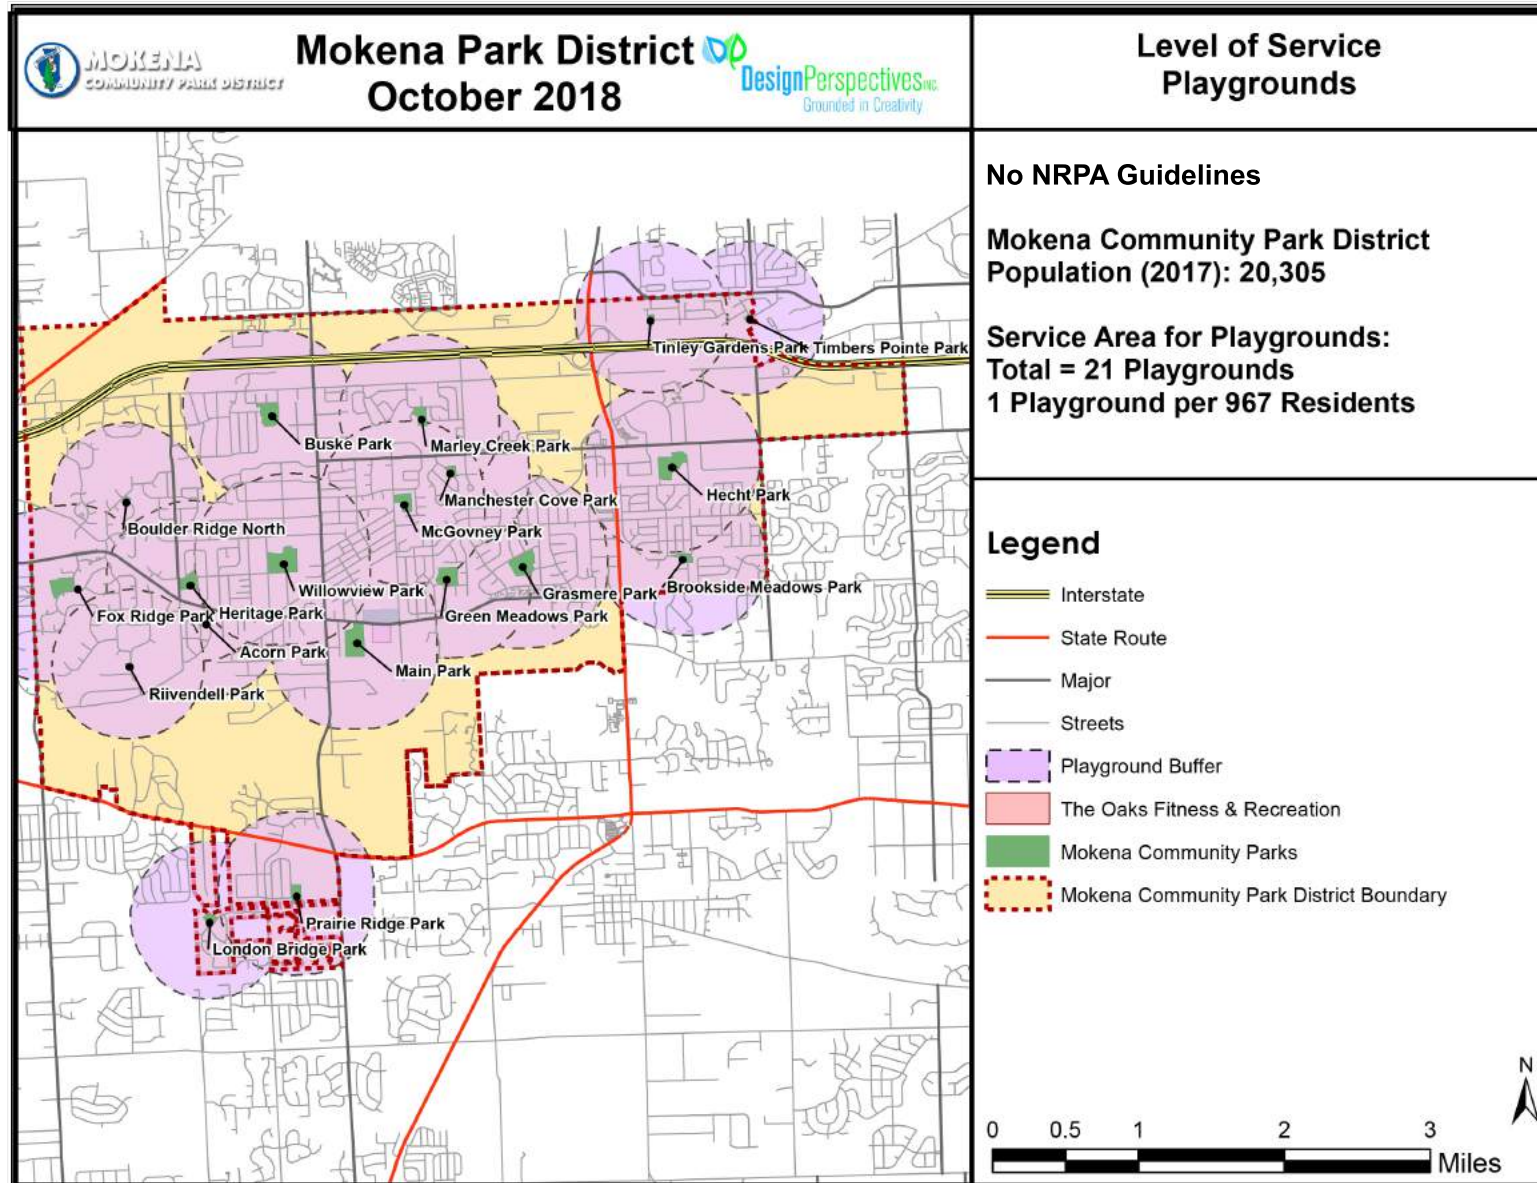 MOKENA
COMMUNITY PARK DISTRICT
Mokena Park District
October 2018
DesignPerspectives INC.
Grounded in Creativity
Level of Service
Playgrounds
No NRPA Guidelines
Mokena Community Park District
Population (2017): 20,305
Service Area for Playgrounds:
Total = 21 Playgrounds
1 Playground per 967 Residents
Tinley Gardens Park
Timbers Pointe Park
Buske Park
Marley Creek Park
Manchester Cove Park
Hecht Park
Boulder Ridge North
McGovney Park
Willowview Park
Grasmere Park
Brookside Meadows Park
Fox Ridge Park
Heritage Park
Green Meadows Park
Acorn Park
Main Park
Riivendell Park
Prairie Ridge Park
London Bridge Park
Legend
Interstate
State Route
Major
Streets
Playground Buffer
The Oaks Fitness & Recreation
Mokena Community Parks
Mokena Community Park District Boundary
N
0 0.5 1 2 3
Miles